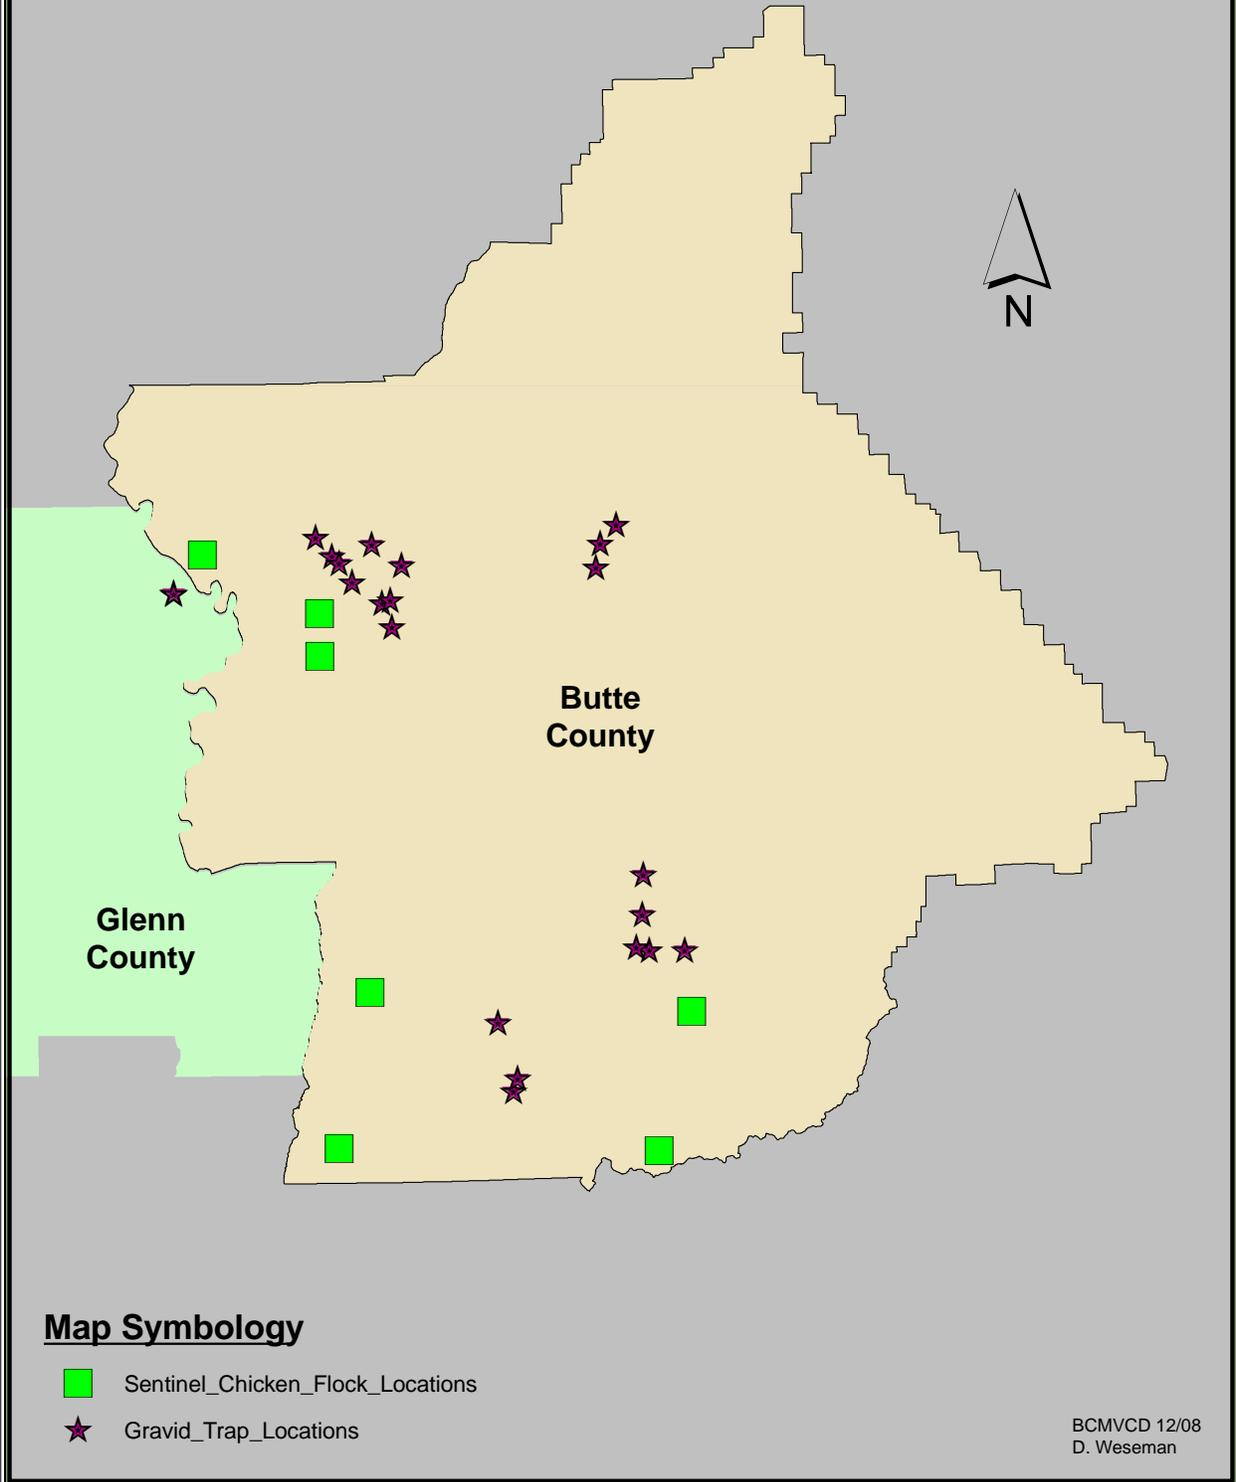 N
Butte
County
Glenn
County
Map Symbology
Sentinel_Chicken_Flock_Locations
Gravid_Trap_Locations
BCMVCD 12/08
D. Weseman